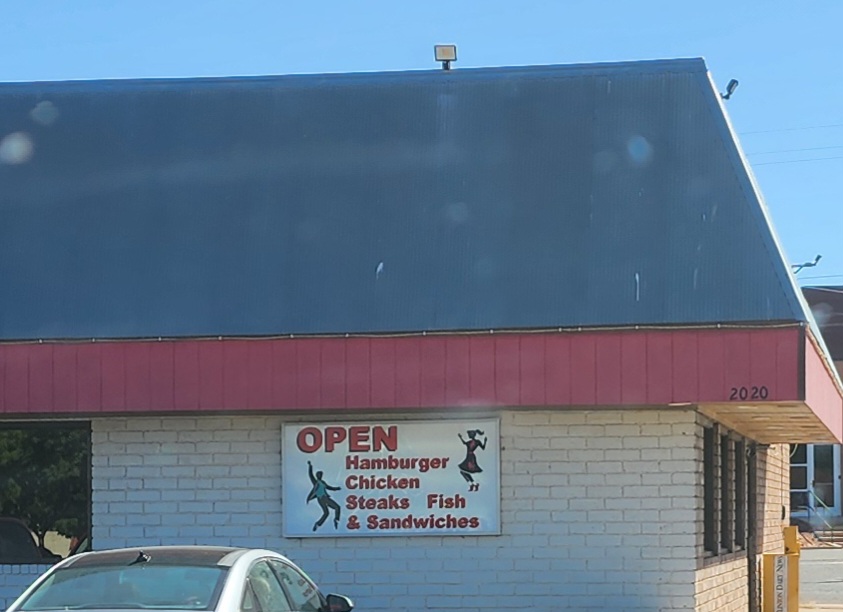 2020
OPEN
Hamburger
Chicken
Steaks Fish
& Sandwiches